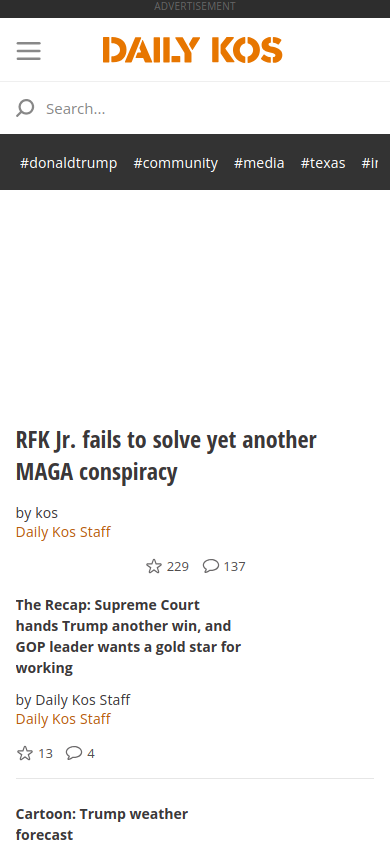 ADVERTISEMENT
DAILY KOS
Search...
#donaldtrump #community #media #texas
RFK Jr. fails to solve yet another
MAGA conspiracy
by kos
Daily Kos Staff
229 137
The Recap: Supreme Court
hands Trump another win, and
GOP leader wants a gold star for
working
by Daily Kos Staff
Daily Kos Staff
13 4
Cartoon: Trump weather
forecast